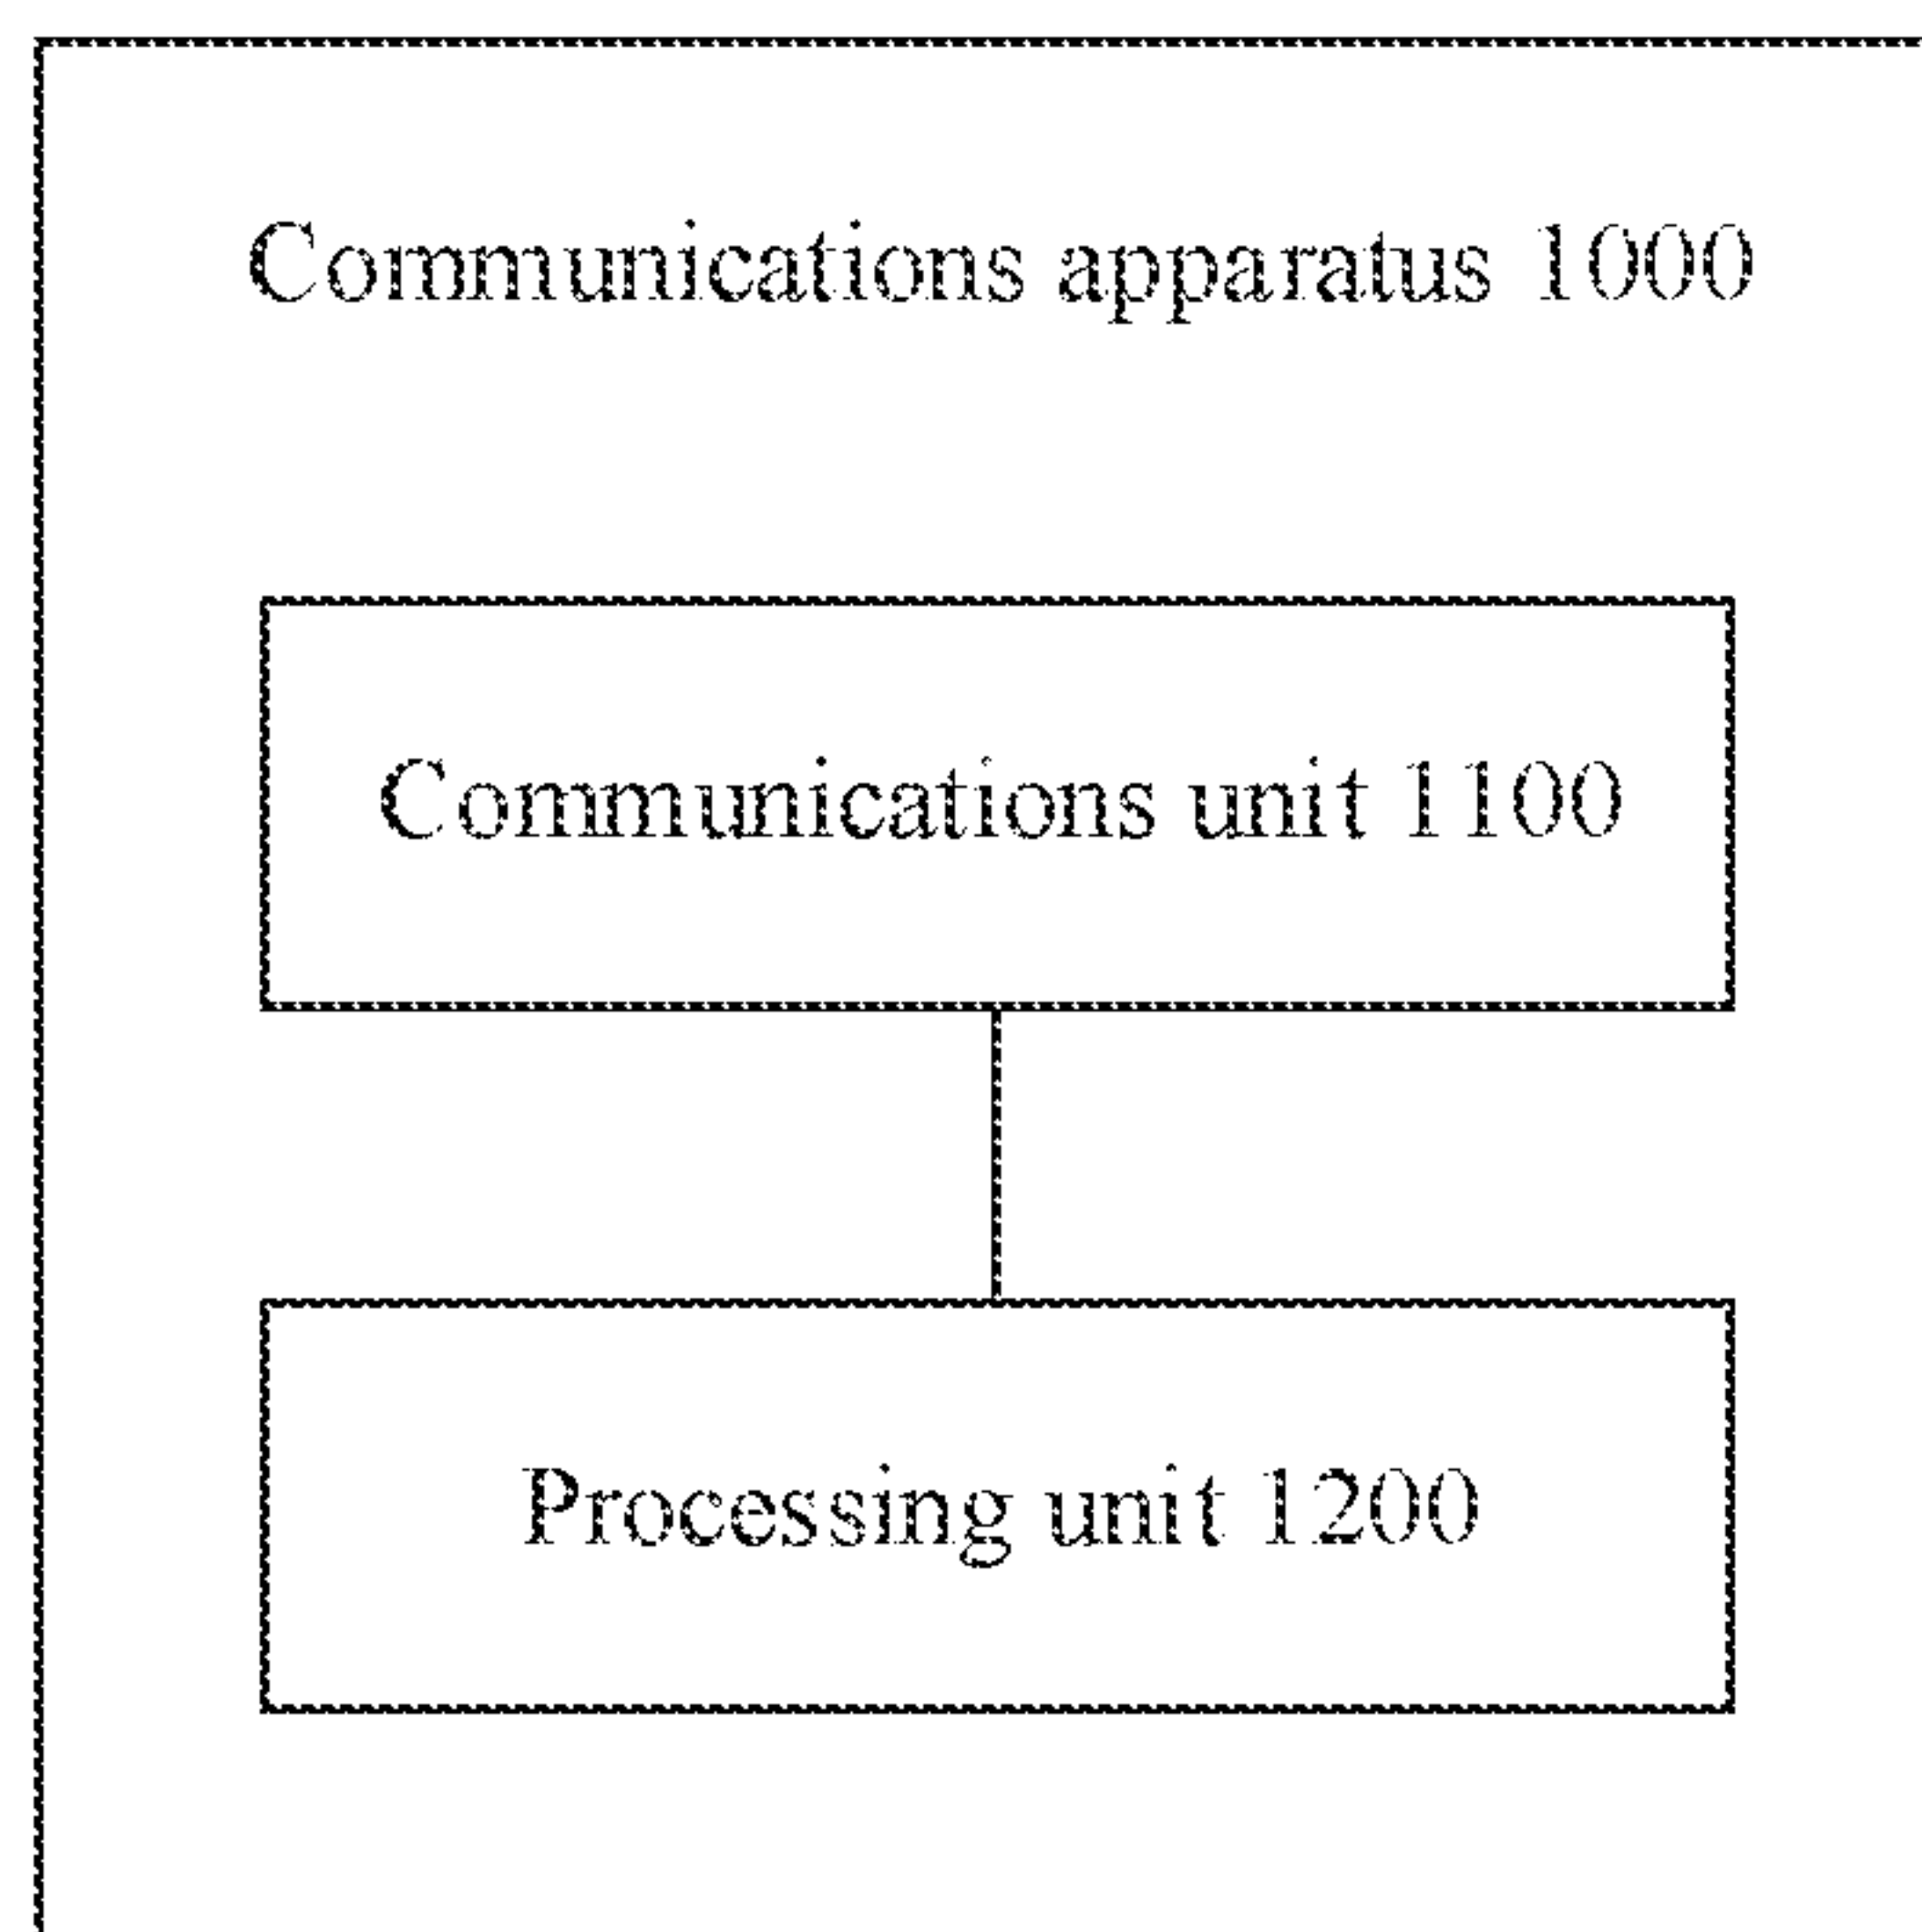 Communications apparatus 1000
Communications unit 1100
Processing unit 1200